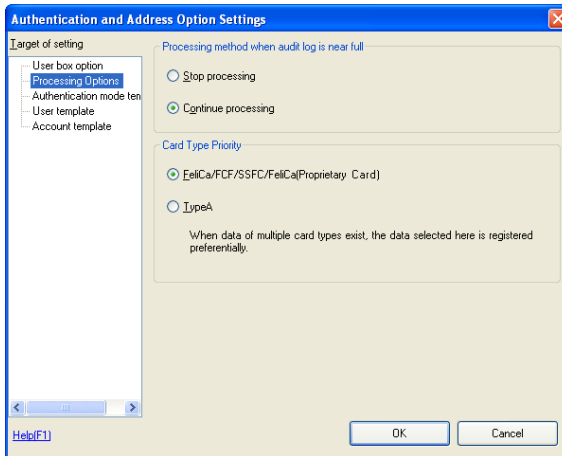 Authentication and Address Option Settings
Target of setting
User box option
Processing Options
Authentication mode ten
User template
Account template
Processing method when audit log is near full
Stop processing
Continue processing
Card Type Priority
FeliCa/FCF/SSFC/FeliCa(Proprietary Card)
TypeA
When data of multiple card types exist, the data selected here is registered
preferentially.
Help(F1)
OK
Cancel